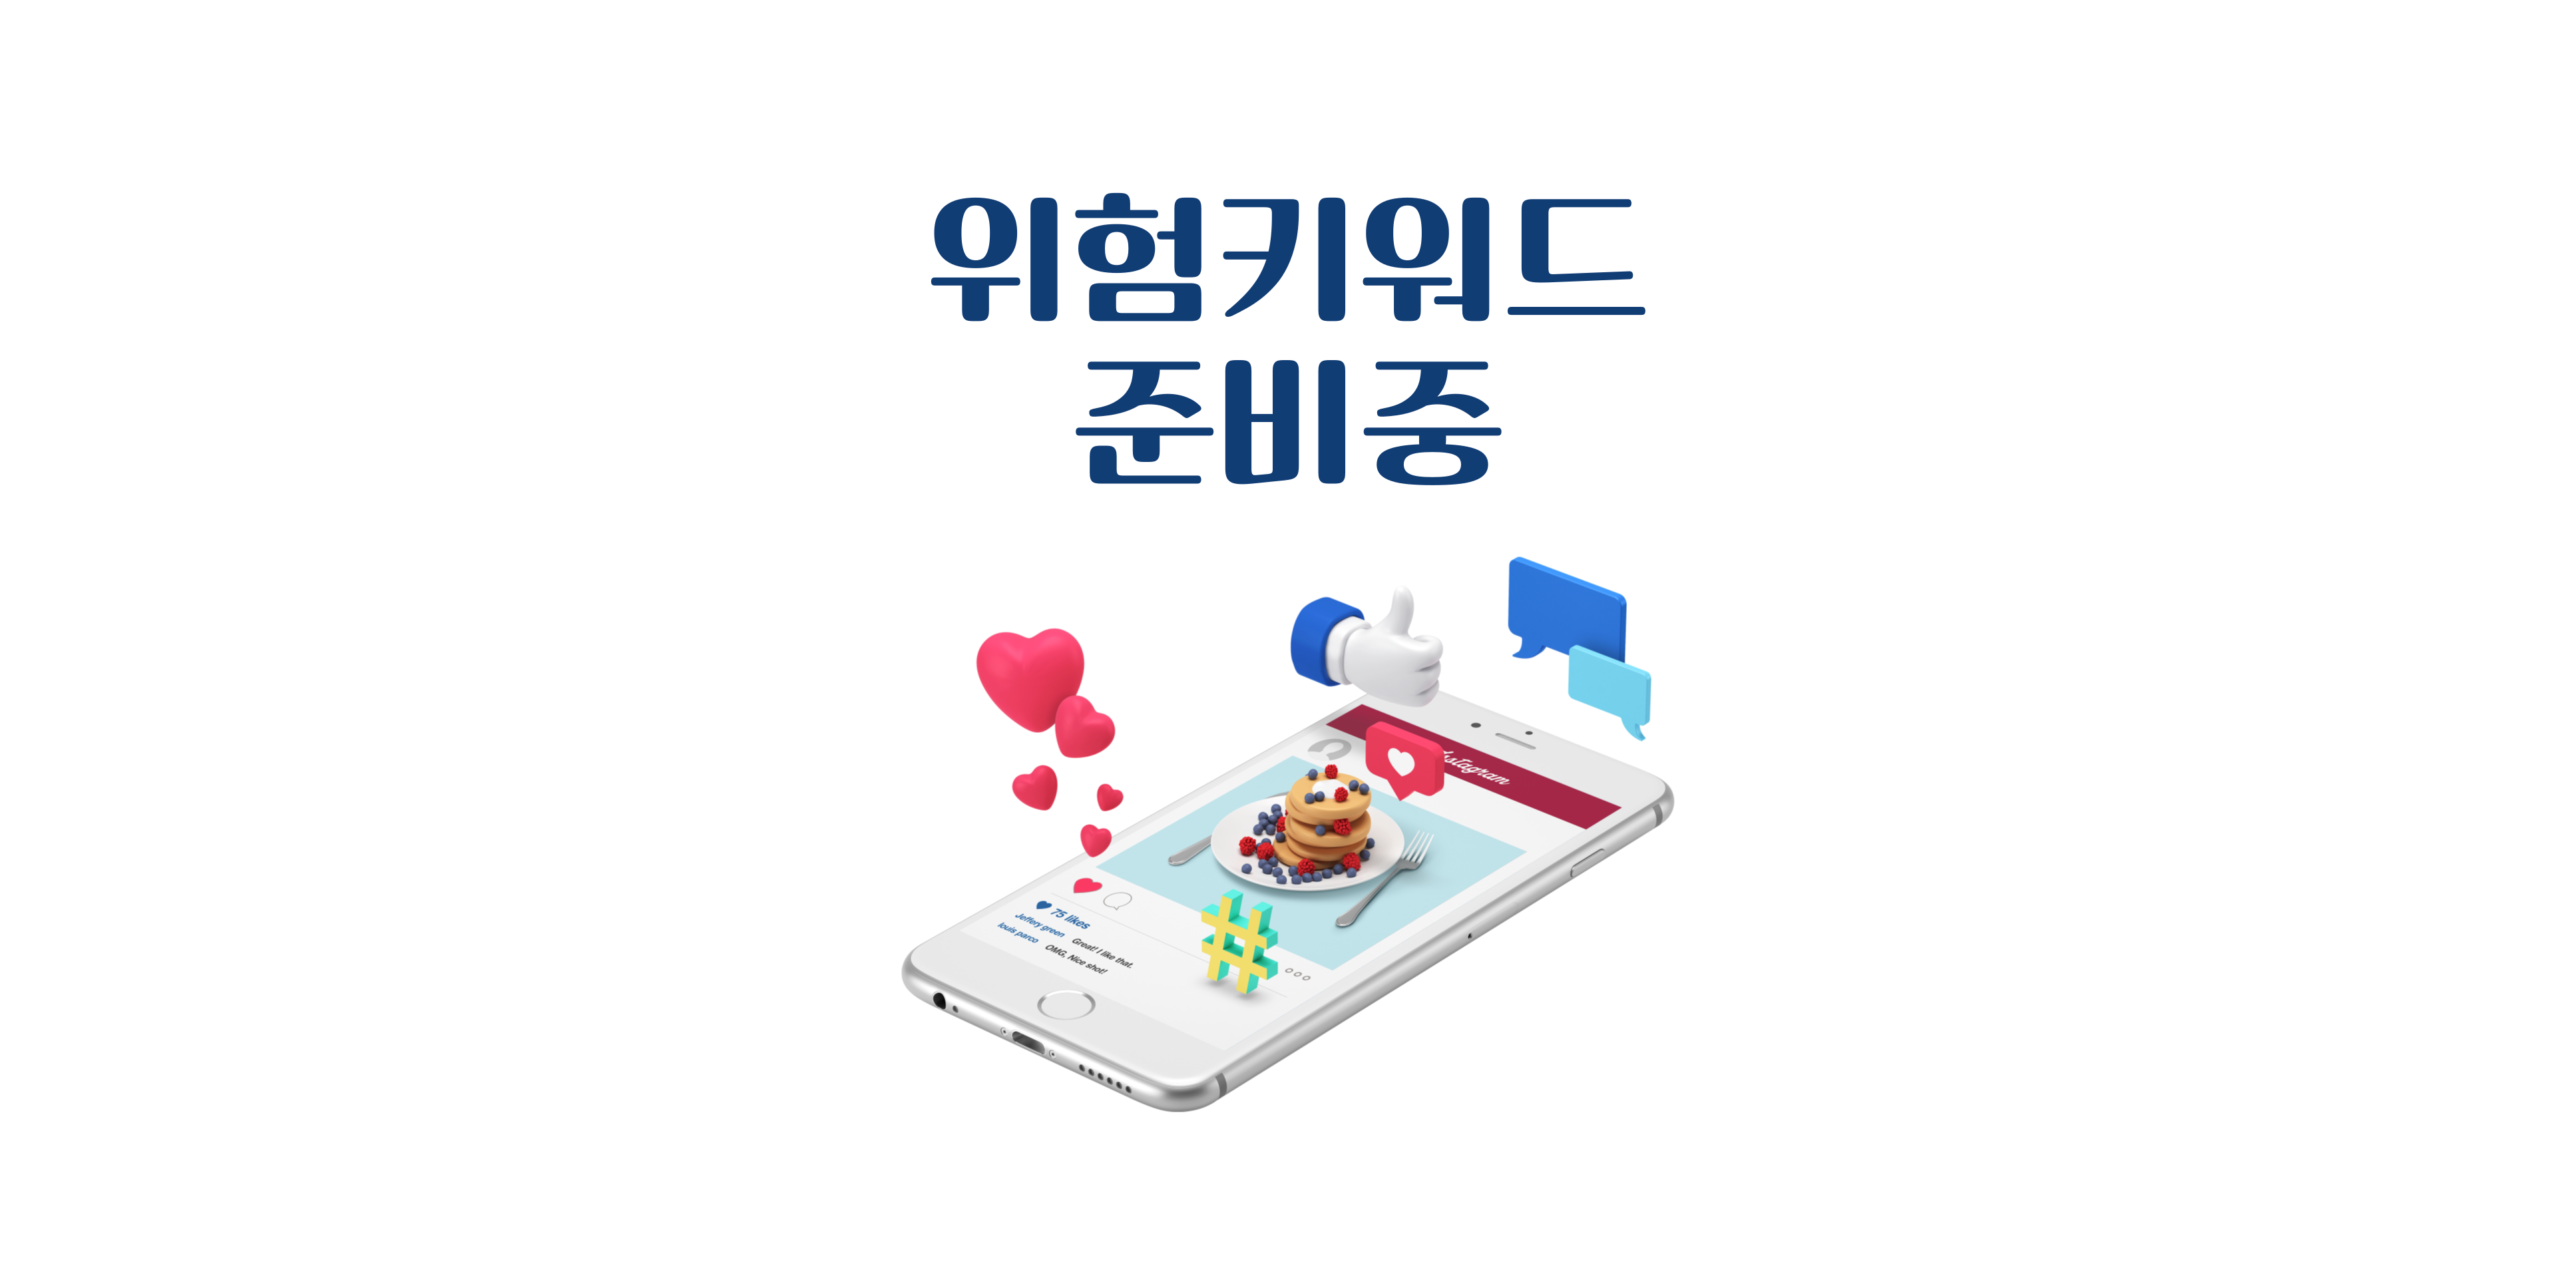 위험키워드
준비중
stagram
75 likes
Jeffery green Great! I like that.
louis parco OMG, Nice shot!